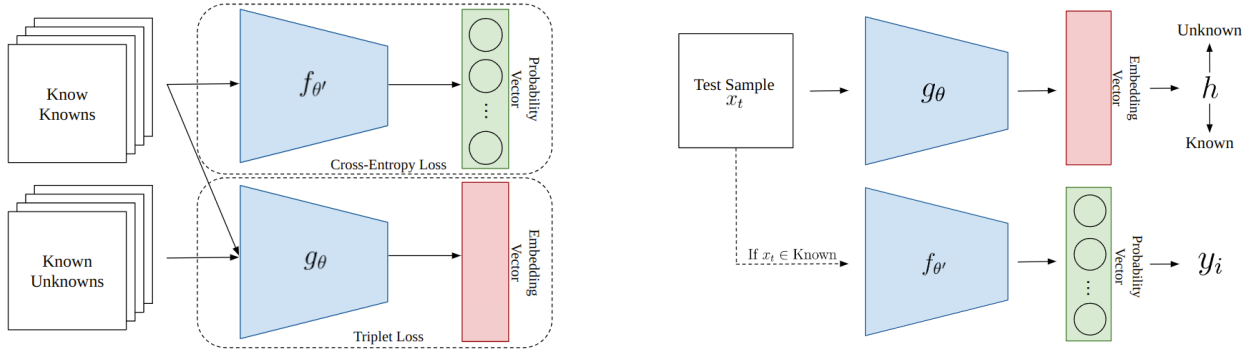 Know
Knowns
fθ′
Probability
Vector
...
Cross-Entropy Loss
Known
Unknowns
gθ
Embedding
Vector
Triplet Loss
Test Sample
xt
gθ
Embedding
Vector
Unknown
h
Known
If xt ∈ Known
fθ′
Probability
Vector
...
yi